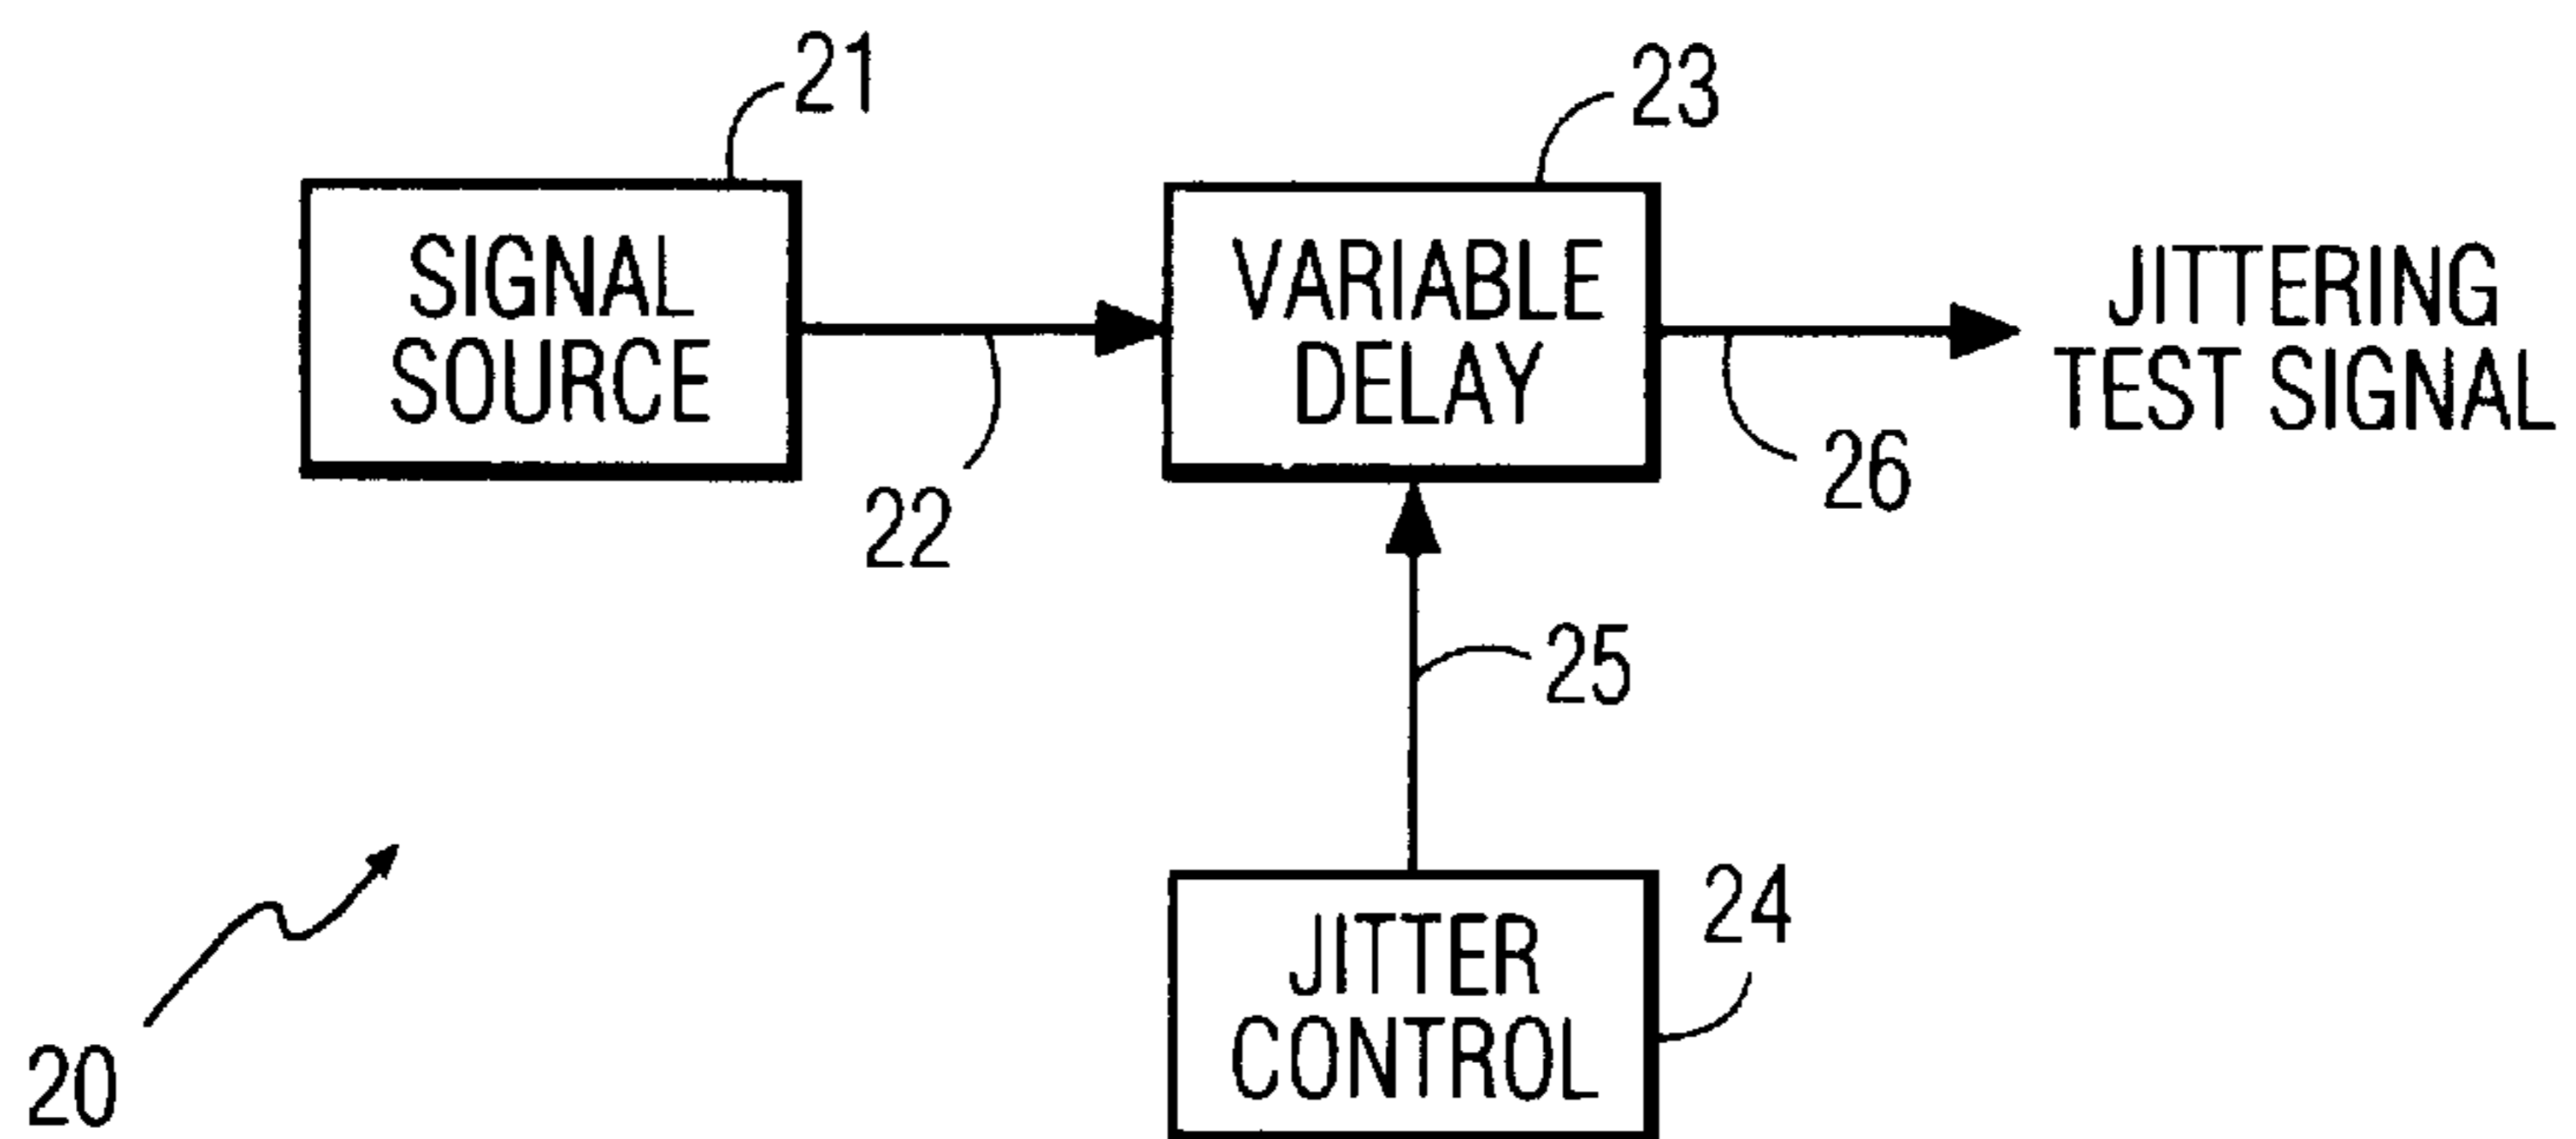 21
23
SIGNAL
SOURCE
VARIABLE
DELAY
JITTERING
TEST SIGNAL
22
26
25
24
JITTER
CONTROL
20